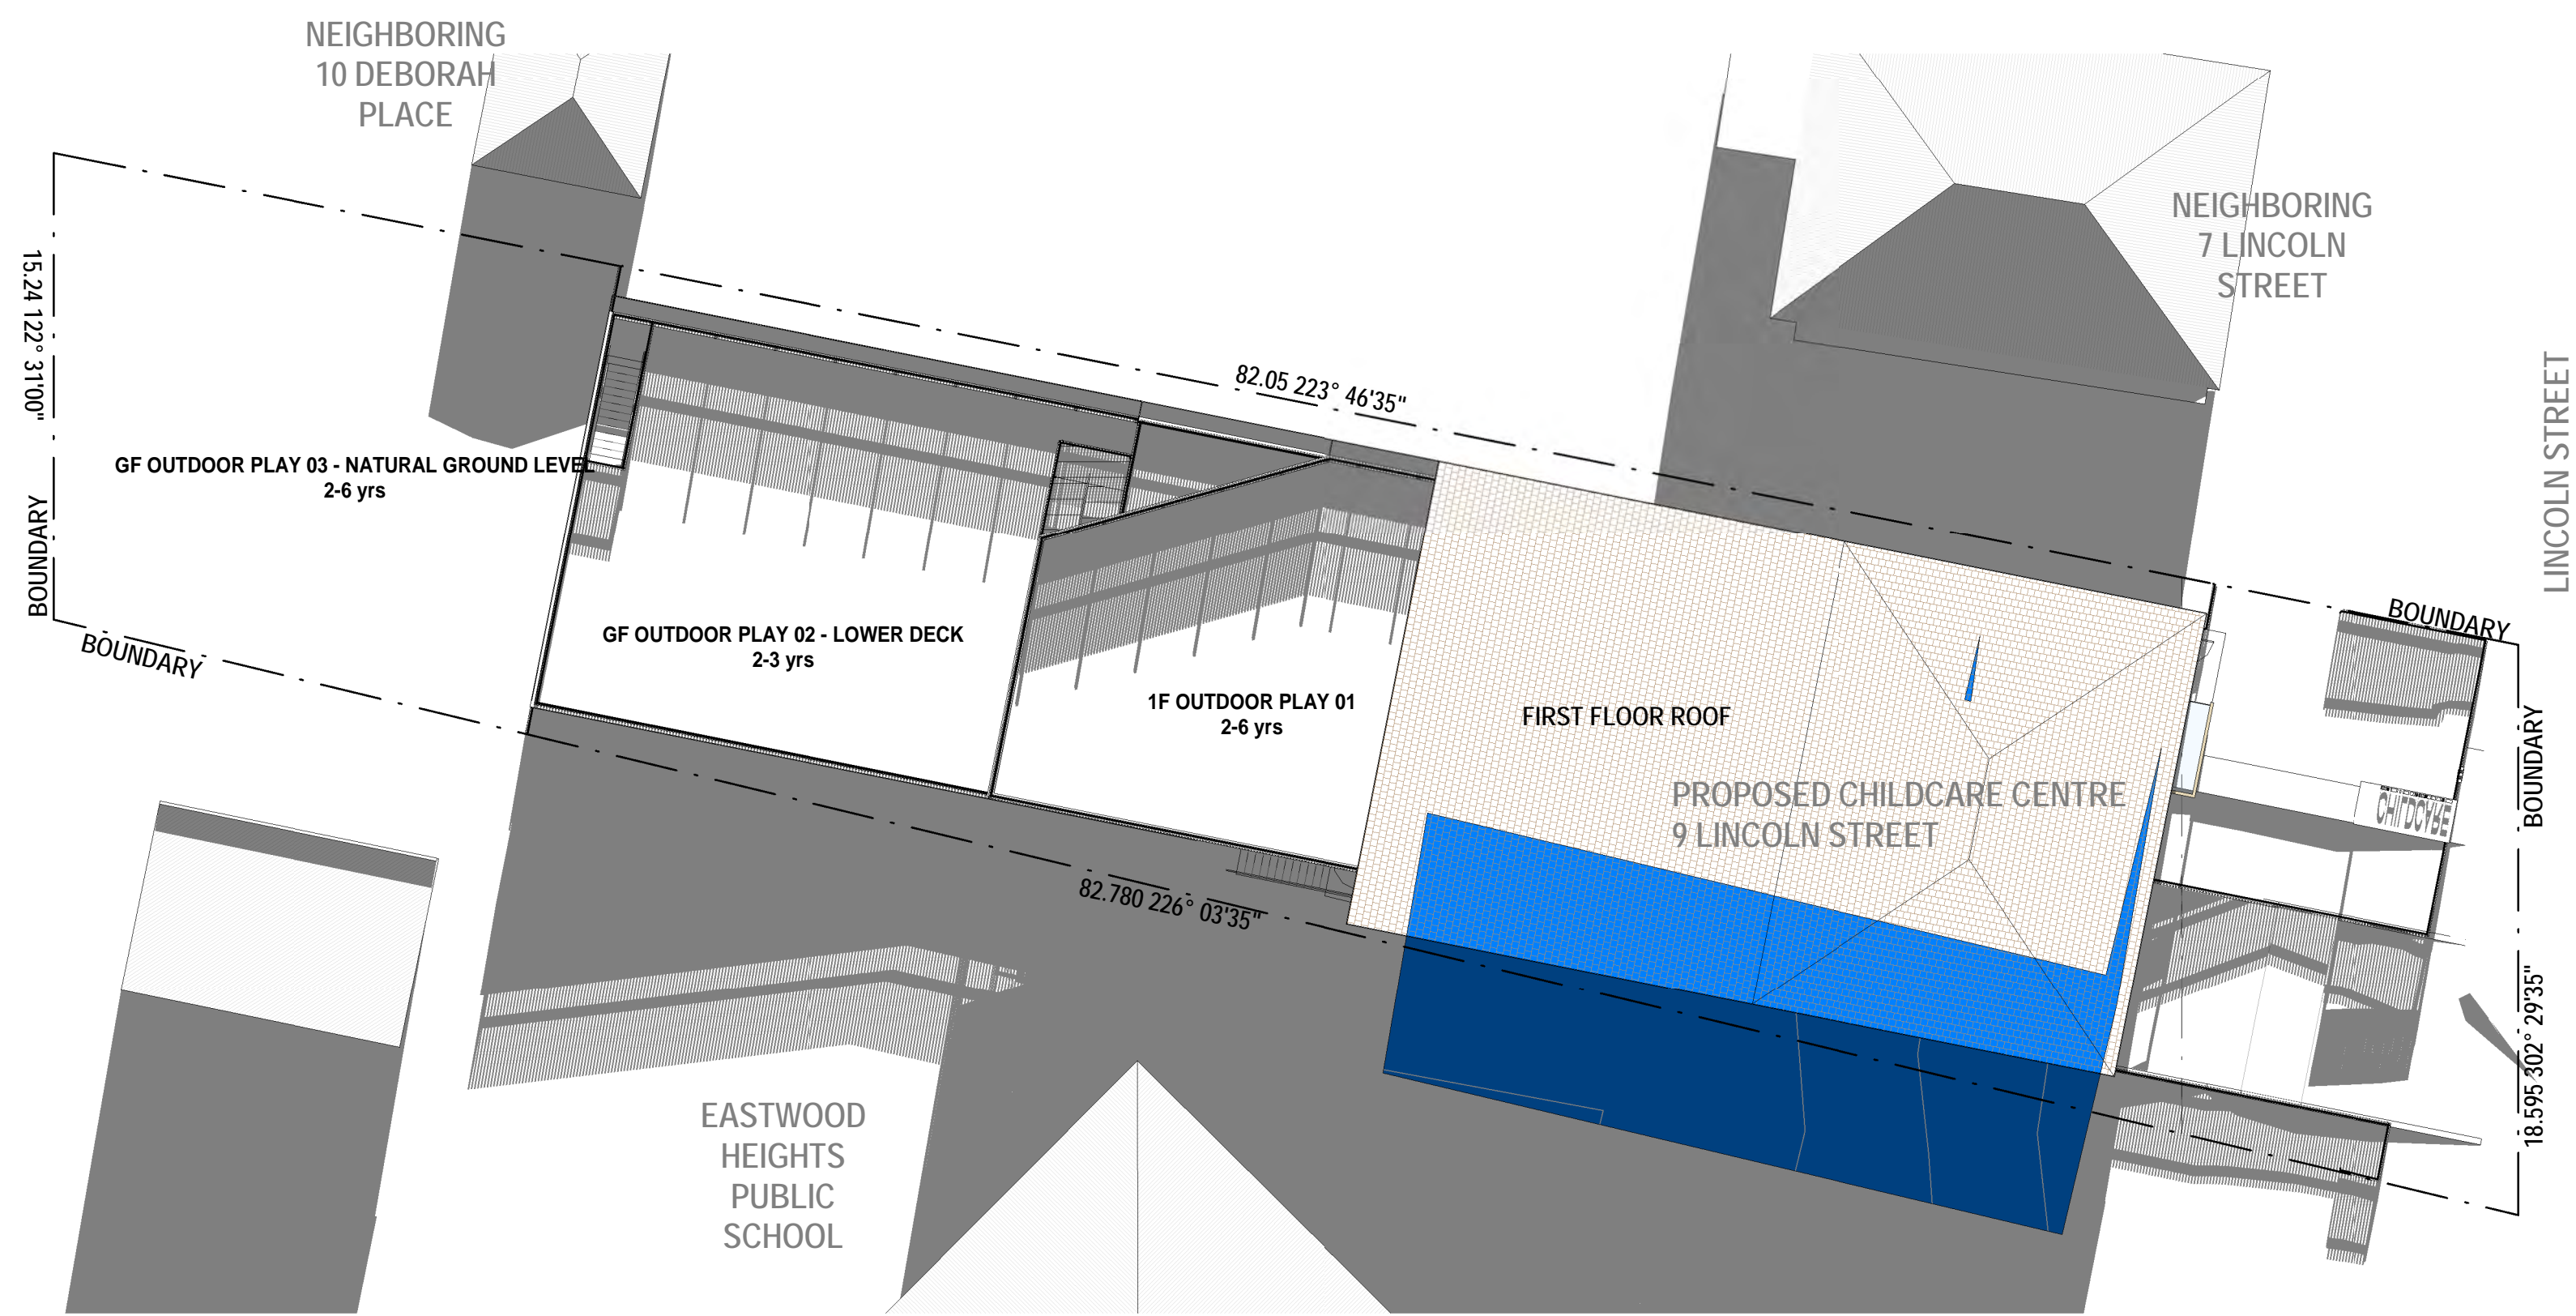 NEIGHBORING
10 DEBORAH
PLACE
NEIGHBORING
7 LINCOLN
STREET
LINCOLN STREET
15.24 122° 31'00"
BOUNDARY
BOUNDARY
82.05 223° 46'35"
GF OUTDOOR PLAY 03 - NATURAL GROUND LEVEL
2-6 yrs
GF OUTDOOR PLAY 02 - LOWER DECK
2-3 yrs
1F OUTDOOR PLAY 01
2-6 yrs
FIRST FLOOR ROOF
PROPOSED CHILDCARE CENTRE
9 LINCOLN STREET
BOUNDARY
BOUNDARY
CHILDCARE
82.780 226° 03'35"
18.595 302° 29'35"
EASTWOOD
HEIGHTS
PUBLIC
SCHOOL